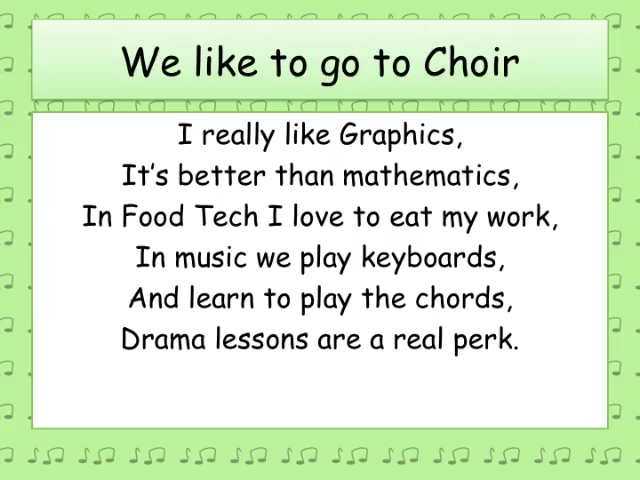 We like to go to Choir
I really like Graphics,
It’s better than mathematics,
In Food Tech I love to eat my work,
In music we play keyboards,
And learn to play the chords,
Drama lessons are a real perk.